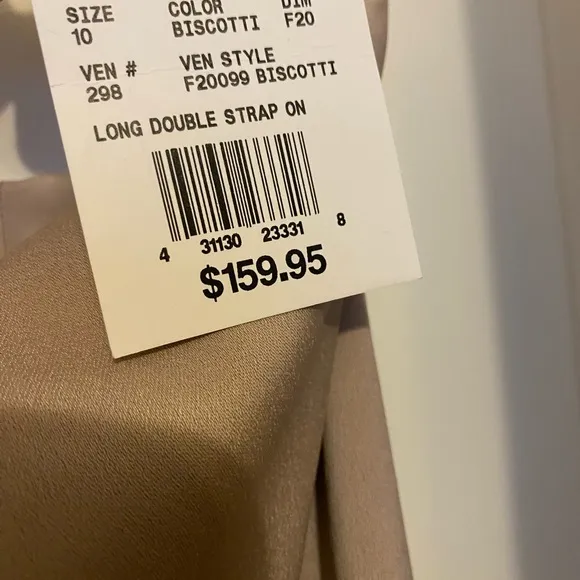 SIZE COLOR DIM
10 BISCOTTI F20
VEN # VEN STYLE
298 F20099 BISCOTTI
LONG DOUBLE STRAP ON
4 31130 23331 8
$159.95